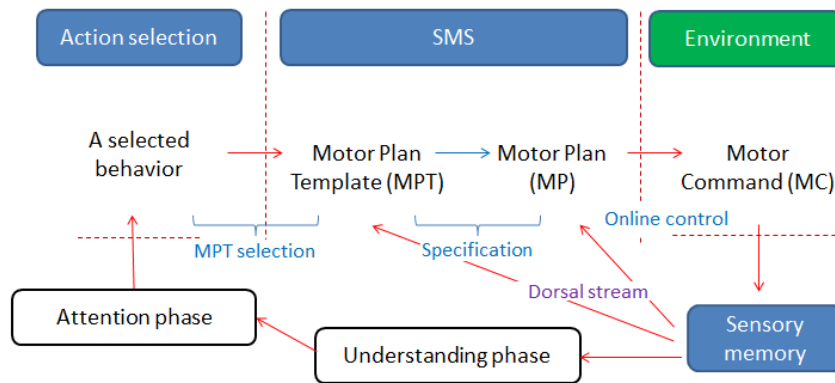 Action selection
SMS
Environment
A selected
behavior
Motor Plan
Template (MPT)
Motor Plan
(MP)
Motor
Command (MC)
MPT selection
Specification
Online control
Dorsal stream
Attention phase
Understanding phase
Sensory
memory